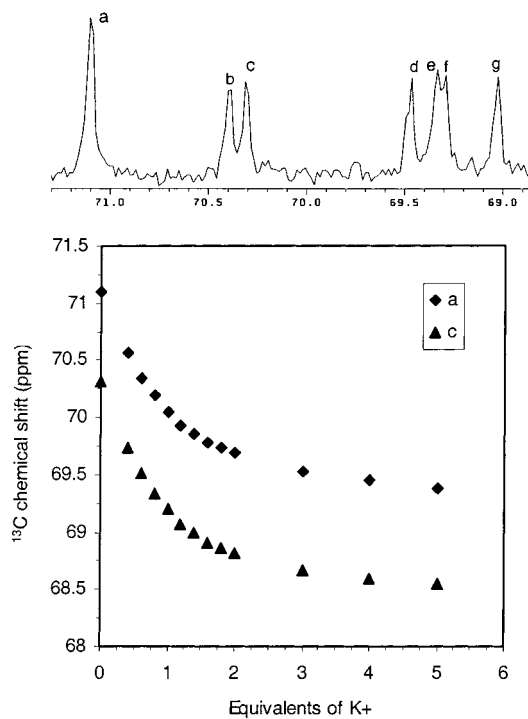 a
b c
d e f g
71.0 70.5 70.0 69.5 69.0
71.5
71
70.5
70
69.5
69
68.5
68
¹³C chemical shift (ppm)
a
c
0 1 2 3 4 5 6
Equivalents of K+